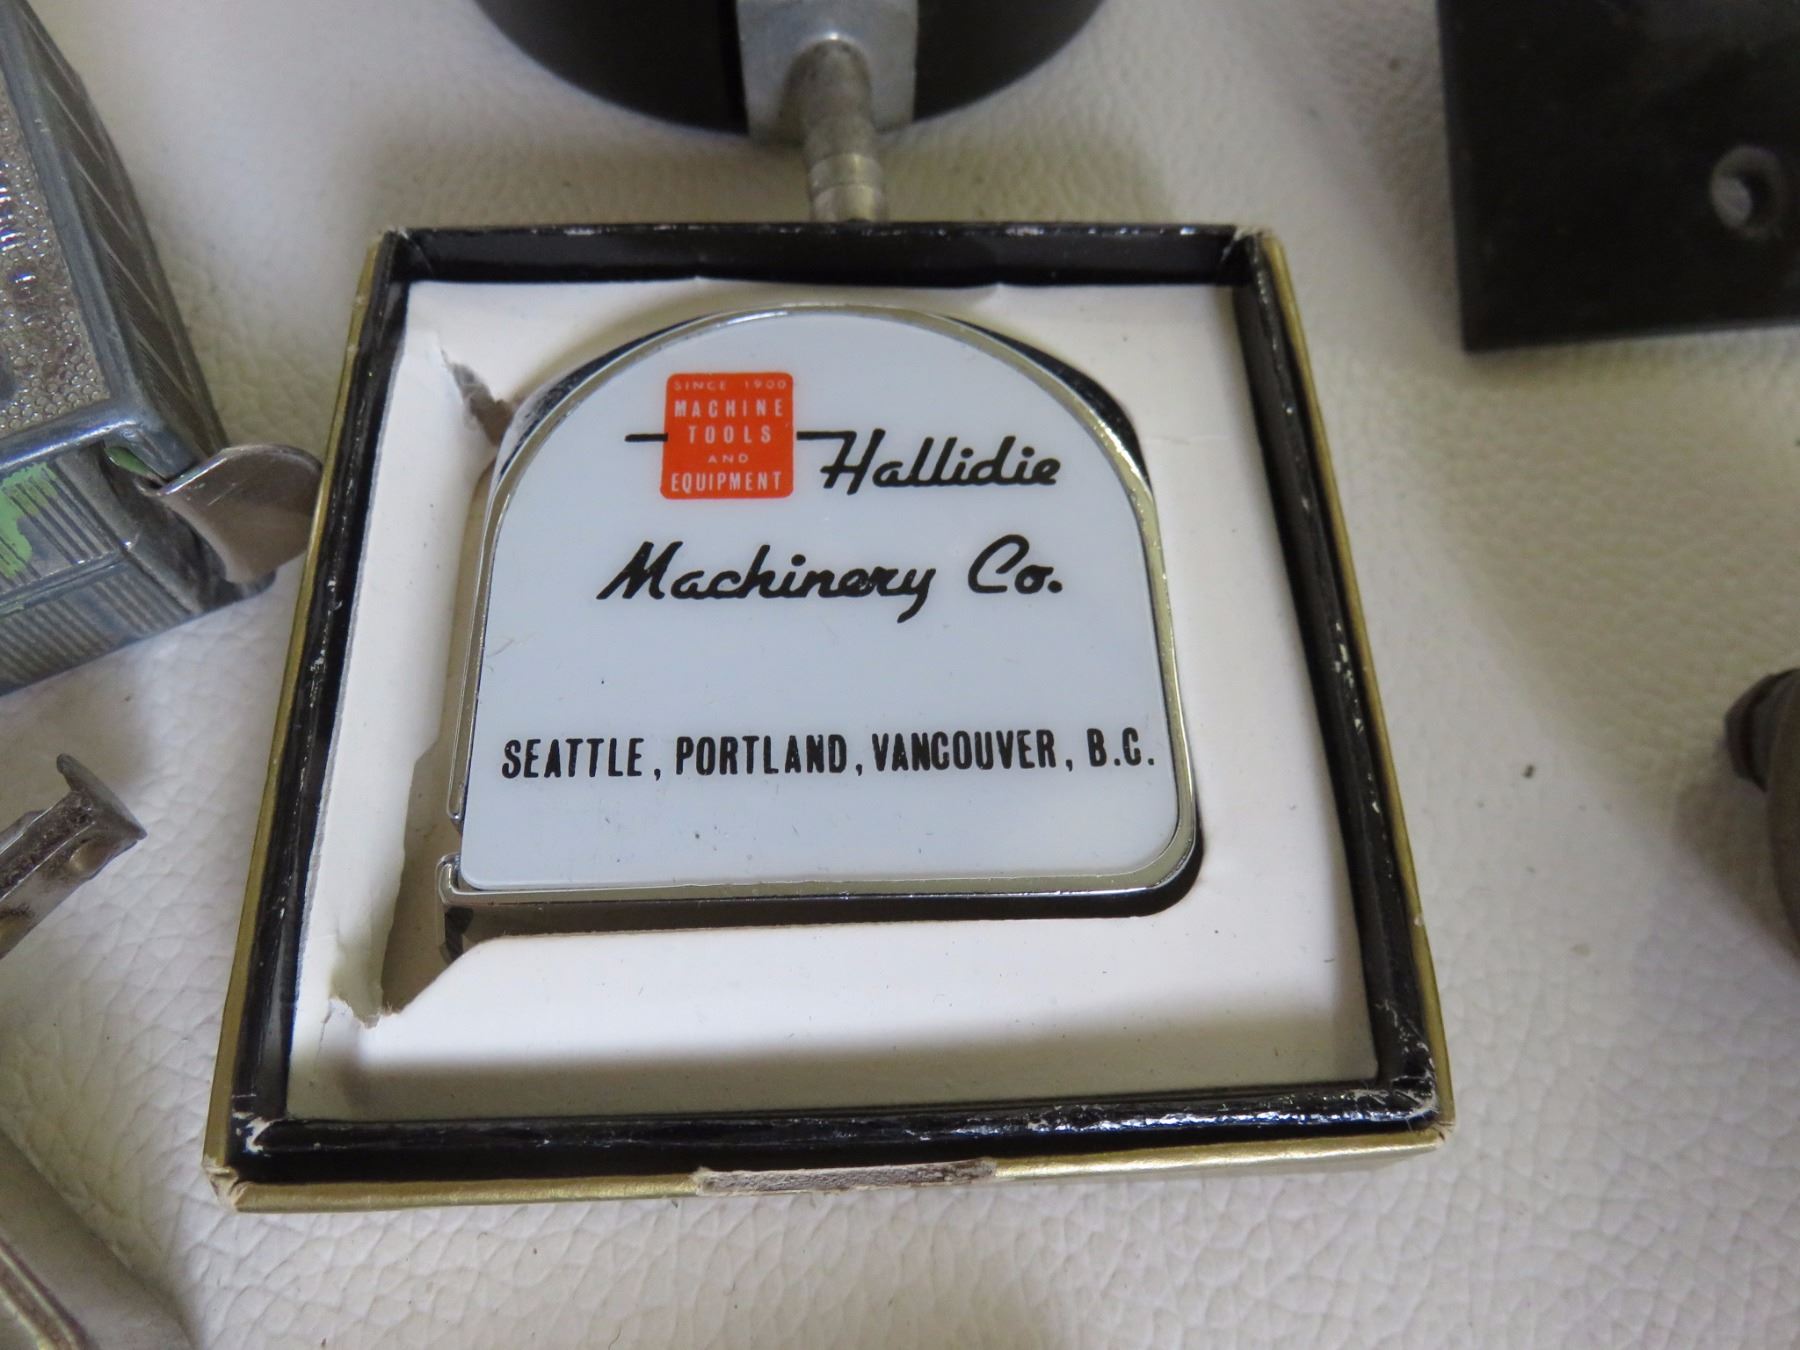 SINCE 1900
MACHINE
TOOLS
AND
EQUIPMENT
Hallidie
Machinery Co.
SEATTLE, PORTLAND, VANCOUVER, B.C.